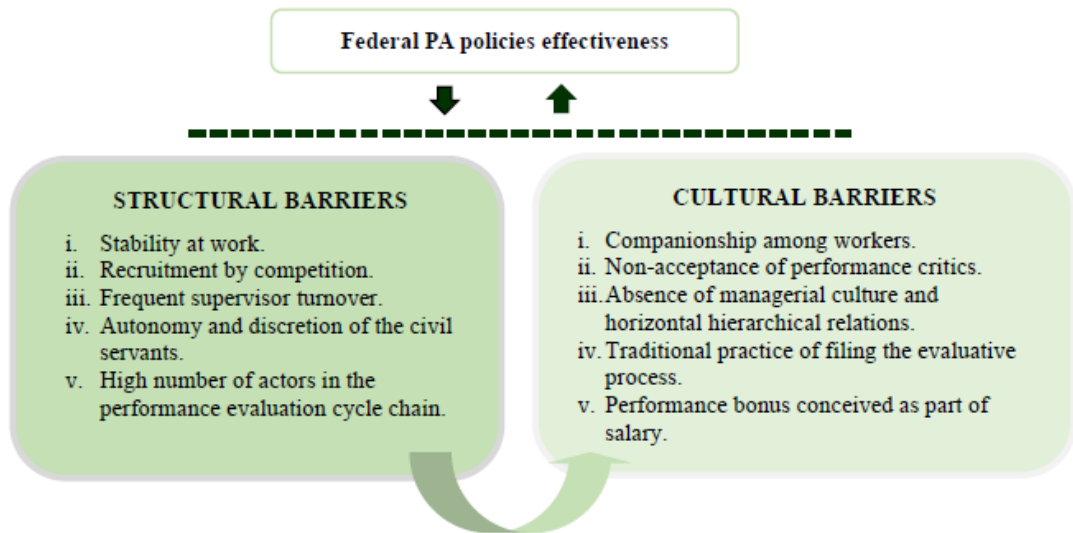 Federal PA policies effectiveness
STRUCTURAL BARRIERS
i. Stability at work.
ii. Recruitment by competition.
iii. Frequent supervisor turnover.
iv. Autonomy and discretion of the civil
servants.
v. High number of actors in the
performance evaluation cycle chain.
CULTURAL BARRIERS
i. Companionship among workers.
ii. Non-acceptance of performance critics.
iii. Absence of managerial culture and
horizontal hierarchical relations.
iv. Traditional practice of filing the evaluative
process.
v. Performance bonus conceived as part of
salary.